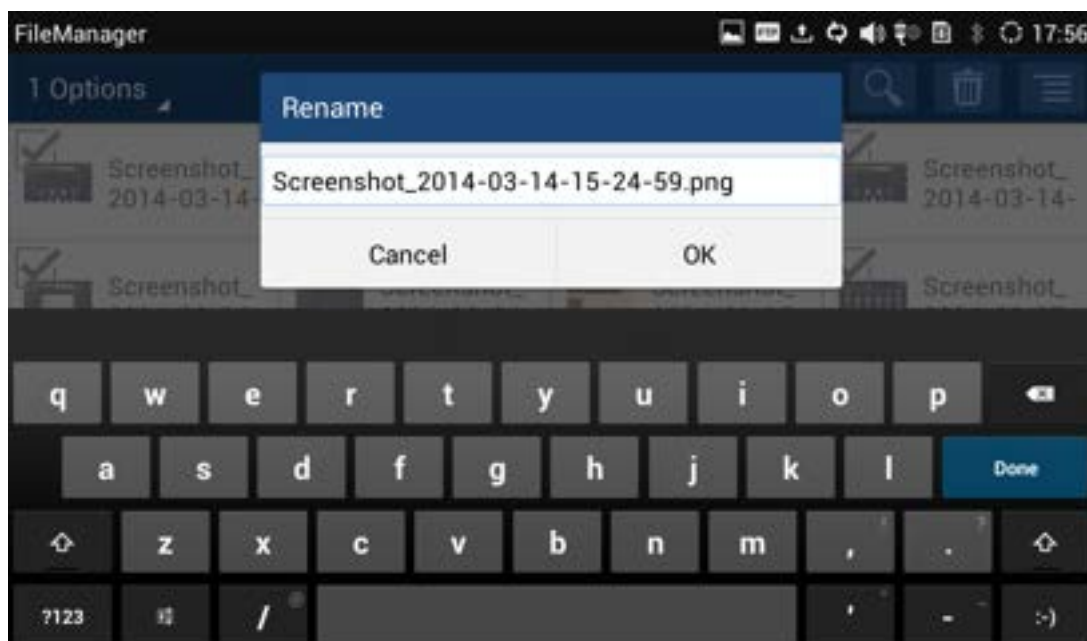 FileManager 17:56
1 Options
Rename
Screenshot_2014-03-14-15-24-59.png
Cancel OK
Screenshot_ Screenshot_
2014-03-14- 2014-03-14-
Screenshot_ Screenshot_
q w e r t y u i o p
a s d f g h j k l Done
z x c v b n m , .
?123 / ' - :-)